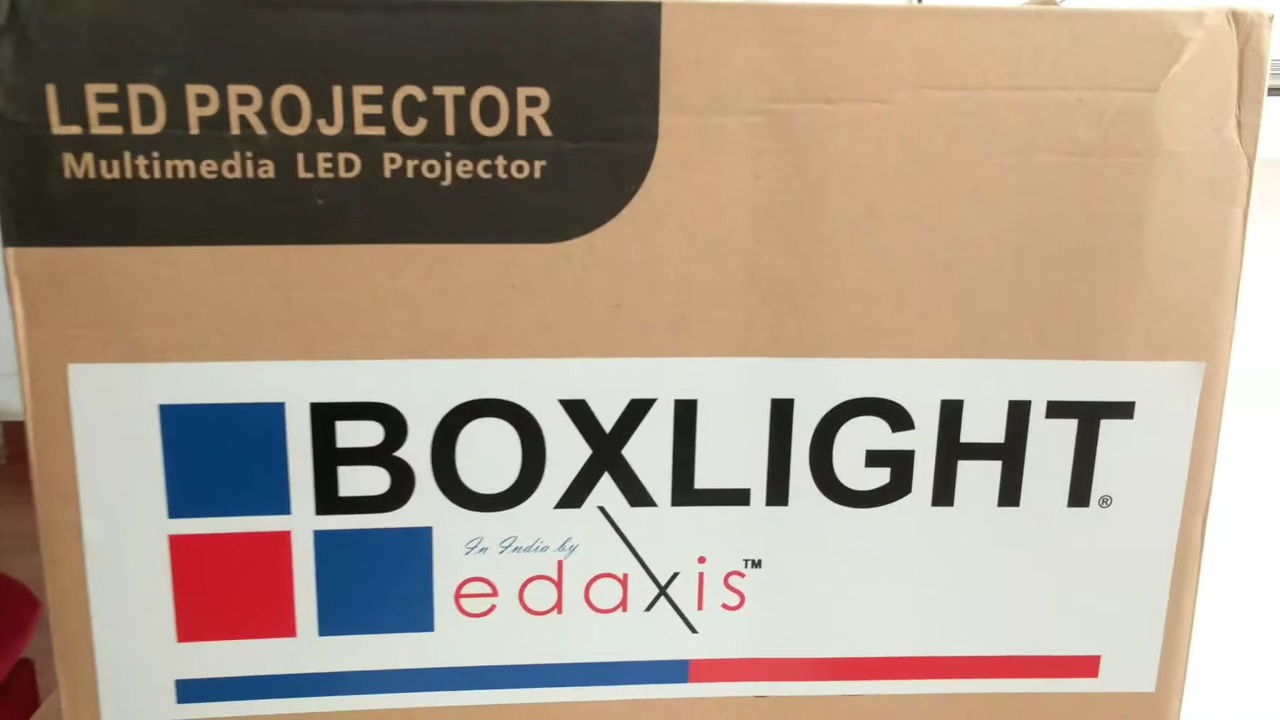 LED PROJECTOR
Multimedia LED Projector
BOXLIGHT®
In India by
edaxis™